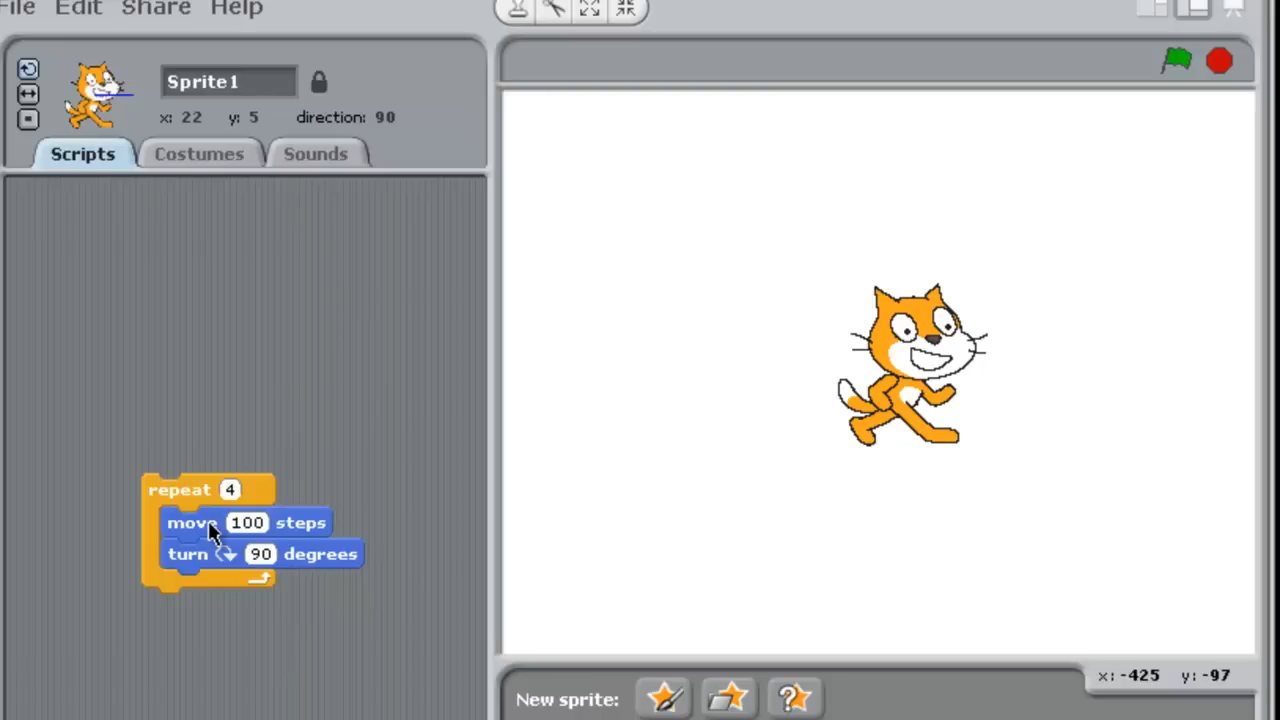 File Edit Share Help
Sprite1
x: 22 y: 5 direction: 90
Scripts Costumes Sounds
repeat 4
move 100 steps
turn 90 degrees
New sprite:
x: -425 y: -97